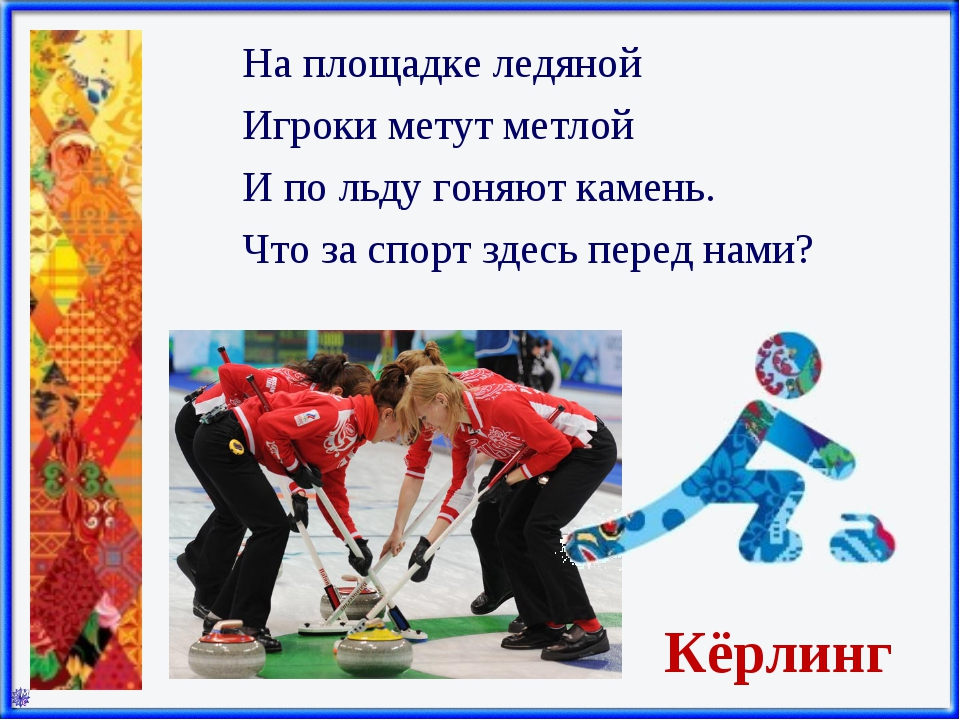 На площадке ледяной
Игроки метут метлой
И по льду гоняют камень.
Что за спорт здесь перед нами?
Кёрлинг